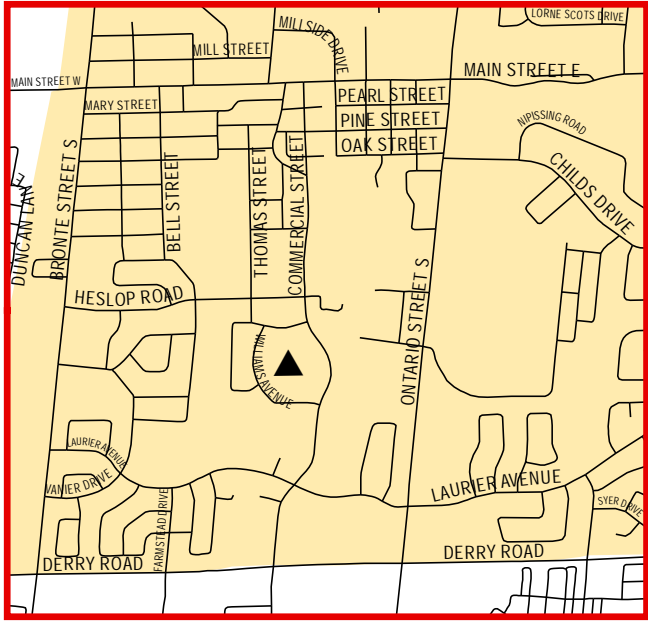 LORNE SCOTS DRIVE
MILLSIDE DRIVE
MILL STREET
MAIN STREET E
MAIN STREET W
PEARL STREET
MARY STREET
PINE STREET
NIPISSING ROAD
OAK STREET
CHILDS DRIVE
BRONTE STREET S
BELL STREET
THOMAS STREET
COMMERCIAL STREET
DUNCAN LAN
E
HESLOP ROAD
ONTARIO STREET S
WILLIAMS AVENUE
LAURIER AVENUE
VANIER DRIVE
LAURIER AVENUE
FARMSTEAD DRIVE
SYER DRIVE
DERRY ROAD
DERRY ROAD